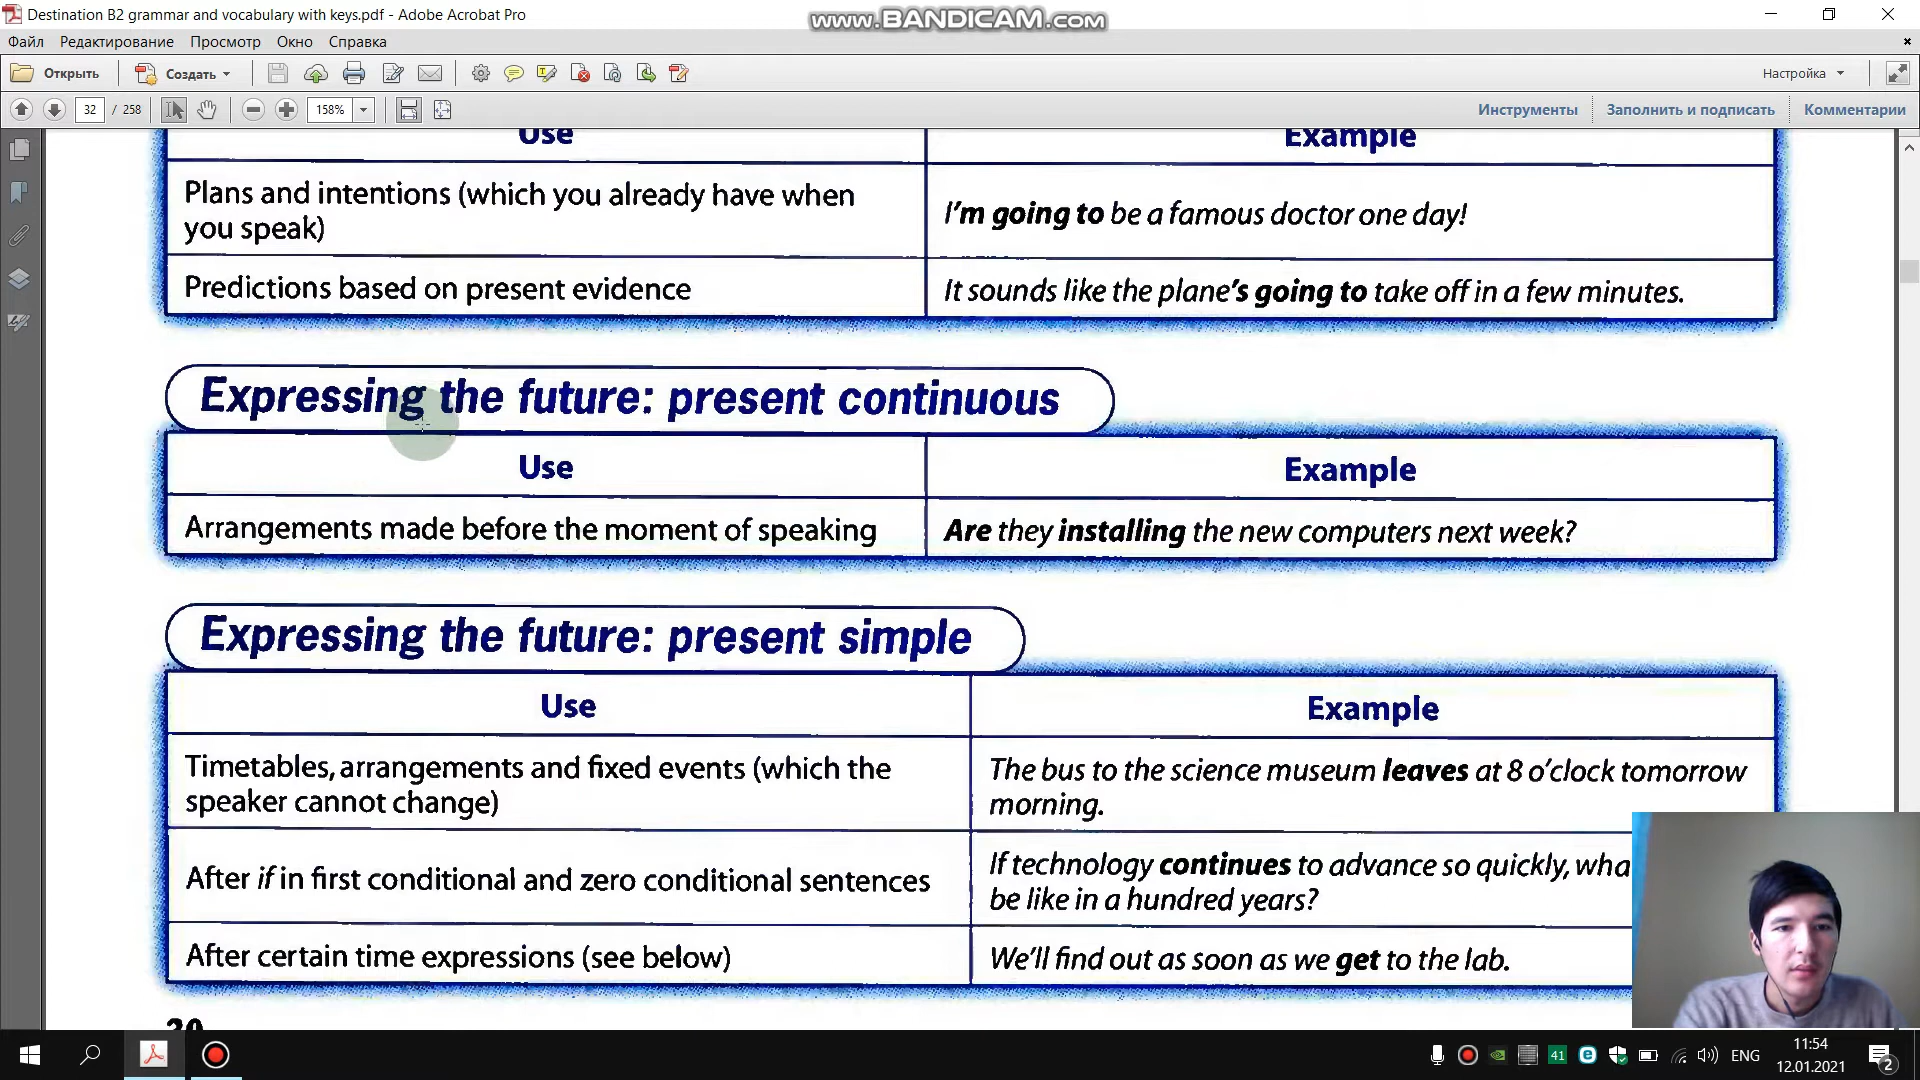 Destination B2 grammar and vocabulary with keys.pdf - Adobe Acrobat Pro
www.BANDICAM.com
Файл Редактирование Просмотр Окно Справка
Открыть Создать Настройка
32 / 258 158% Инструменты Заполнить и подписать Комментарии
Use Example
Plans and intentions (which you already have when
you speak)
I'm going to be a famous doctor one day!
Predictions based on present evidence
It sounds like the plane's going to take off in a few minutes.
Expressing the future: present continuous
Use Example
Arrangements made before the moment of speaking
Are they installing the new computers next week?
Expressing the future: present simple
Use Example
Timetables, arrangements and fixed events (which the
speaker cannot change)
The bus to the science museum leaves at 8 o'clock tomorrow
morning.
After if in first conditional and zero conditional sentences
If technology continues to advance so quickly, wha
be like in a hundred years?
After certain time expressions (see below)
We'll find out as soon as we get to the lab.
41 ENG
11:54
12.01.2021
2